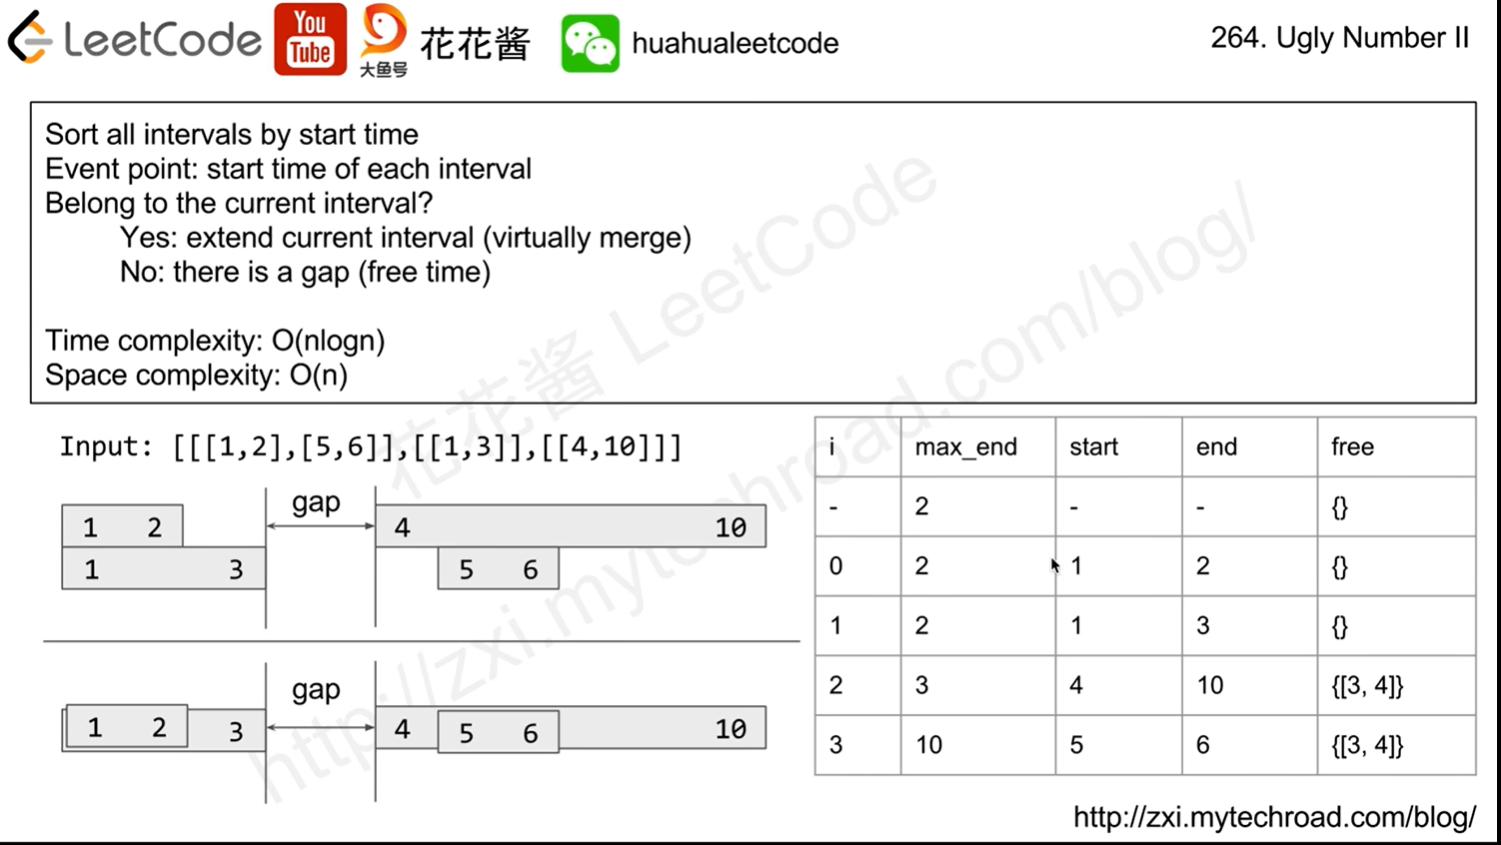 LeetCode You Tube 大鱼号 花花酱 huahualeetcode 264. Ugly Number II
Sort all intervals by start time
Event point: start time of each interval
Belong to the current interval?
Yes: extend current interval (virtually merge)
No: there is a gap (free time)
Time complexity: O(nlogn)
Space complexity: O(n)
Input: [[[1,2],[5,6]],[[1,3]],[[4,10]]]
gap
1 2 4 10
1 3 5 6
gap
1 2 3 4 5 6 10
i max_end start end free
- 2 - - {}
0 2 1 2 {}
1 2 1 3 {}
2 3 4 10 {[3, 4]}
3 10 5 6 {[3, 4]}
花花酱 LeetCode
http://zxi.mytechroad.com/blog/
http://zxi.mytechroad.com/blog/